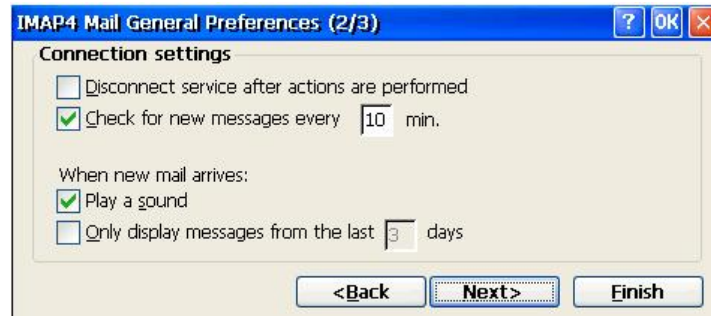 IMAP4 Mail General Preferences (2/3) ? OK
Connection settings
Disconnect service after actions are performed
Check for new messages every 10 min.
When new mail arrives:
Play a sound
Only display messages from the last 3 days
<Back Next> Finish